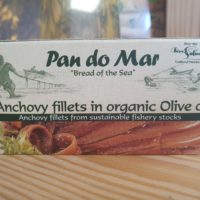 Pan do Mar
"Bread of the Sea"
Anchovy fillets in organic Olive o
Anchovy fillets from sustainable fishery stocks